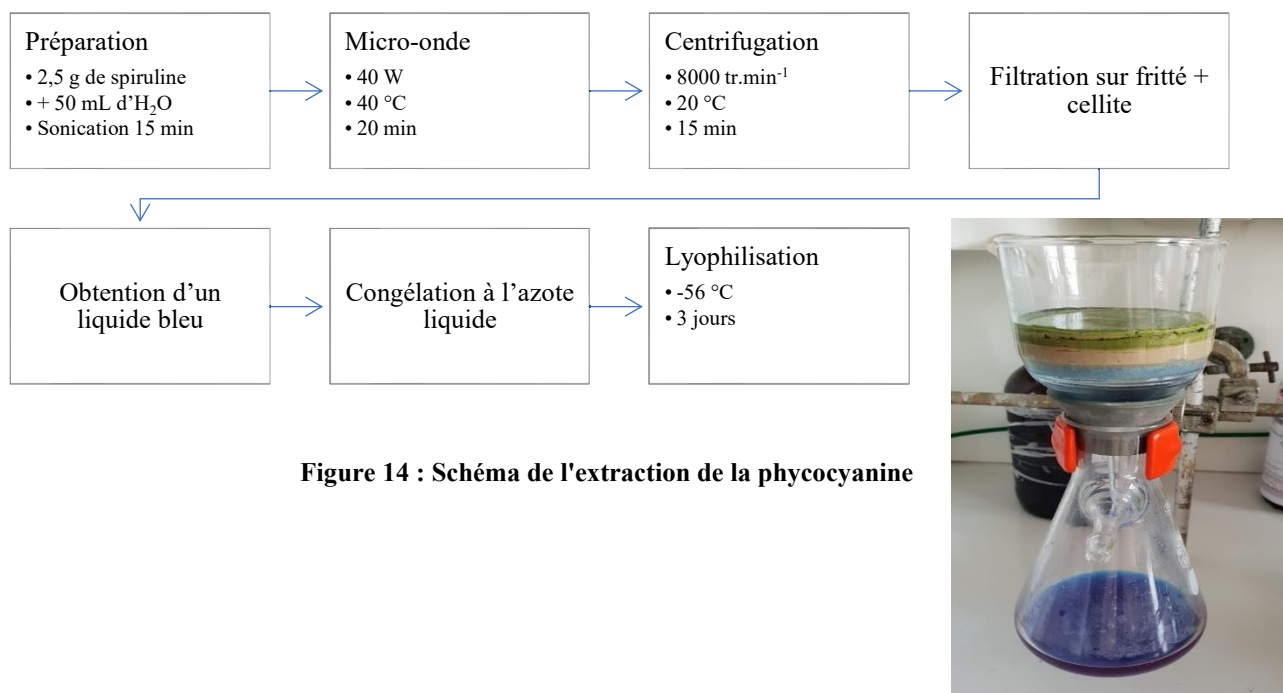 Préparation
• 2,5 g de spiruline
• + 50 mL d’H₂O
• Sonication 15 min
Micro-onde
• 40 W
• 40 °C
• 20 min
Centrifugation
• 8000 tr.min⁻¹
• 20 °C
• 15 min
Filtration sur fritté +
cellite
Obtention d’un
liquide bleu
Congélation à l’azote
liquide
Lyophilisation
• -56 °C
• 3 jours
Figure 14 : Schéma de l'extraction de la phycocyanine